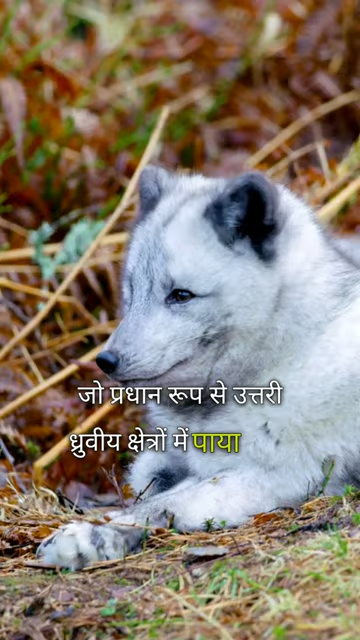 जो प्रधान रूप से उत्तरी
ध्रुवीय क्षेत्रों में पाया